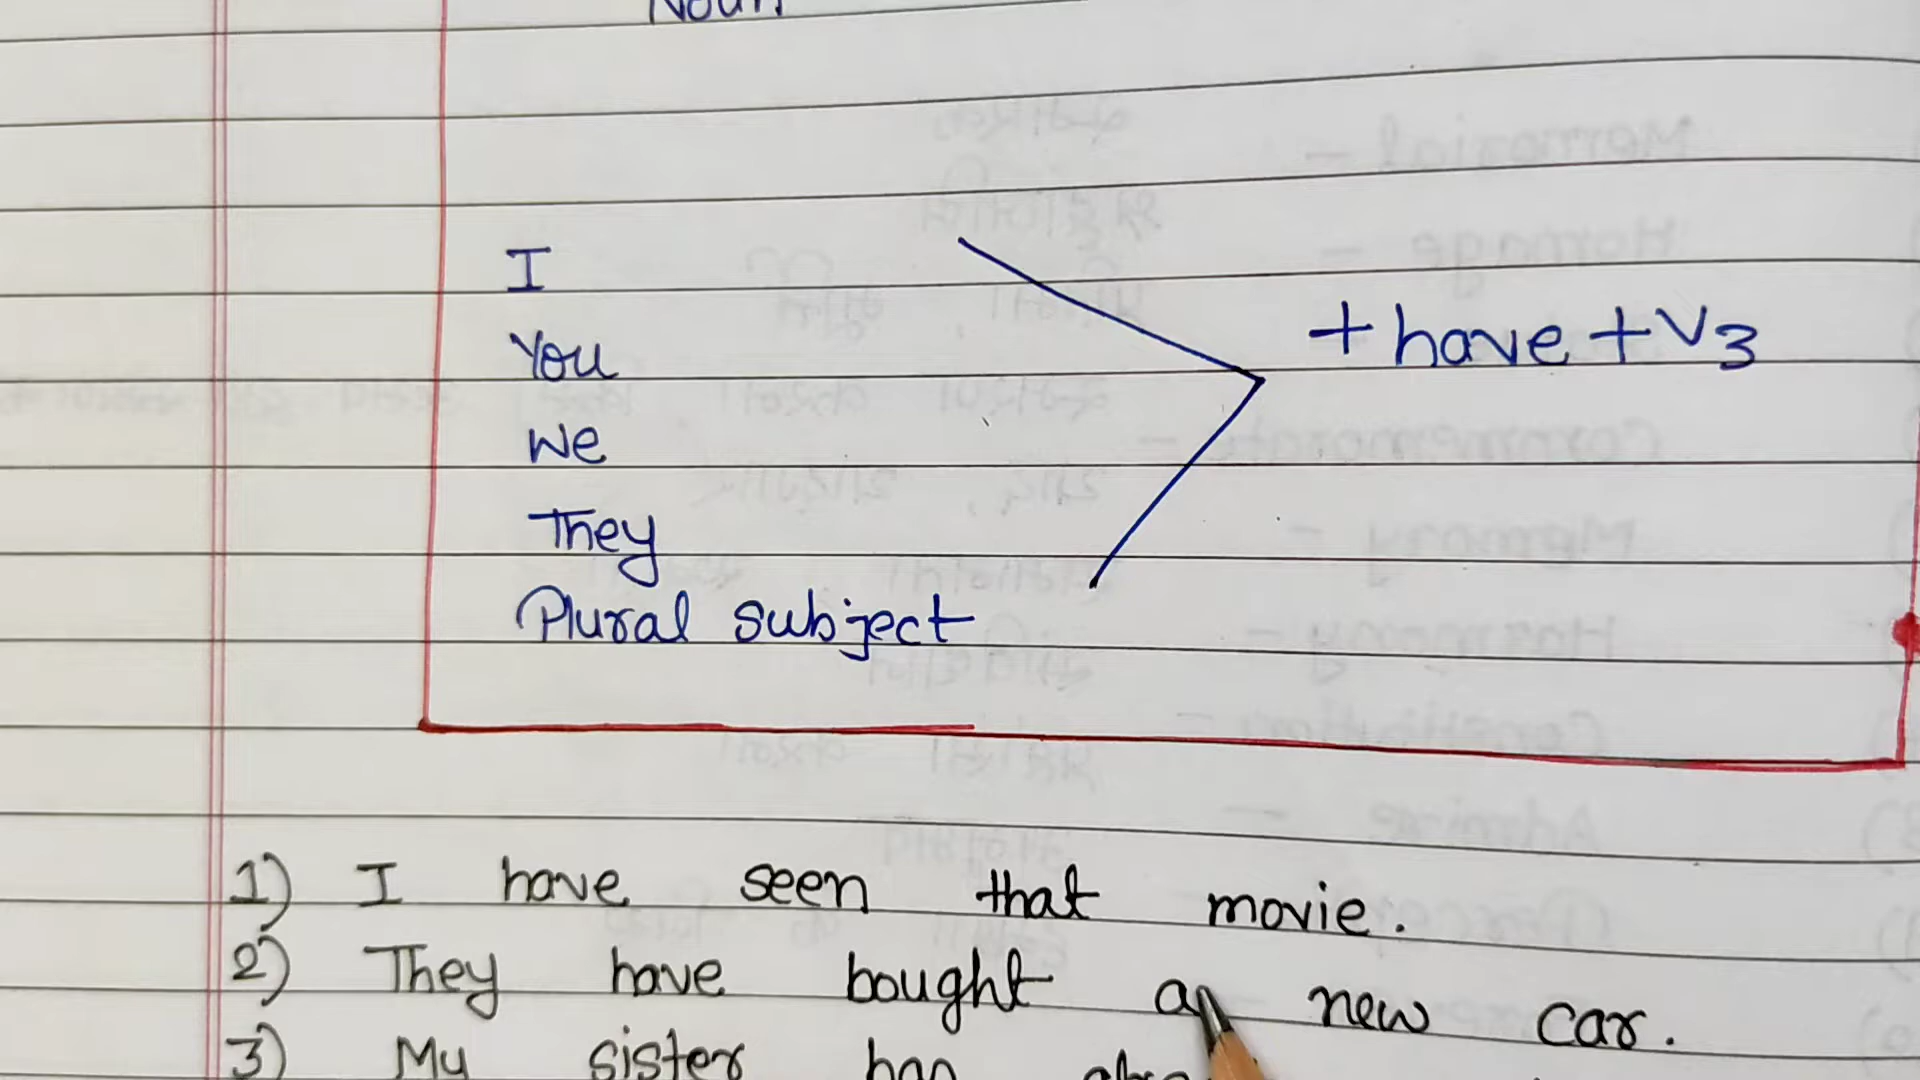 Noun
I
You
We
They
Plural subject
+ have + V3
1) I have seen that movie.
2) They have bought a new car.
3) My sister has